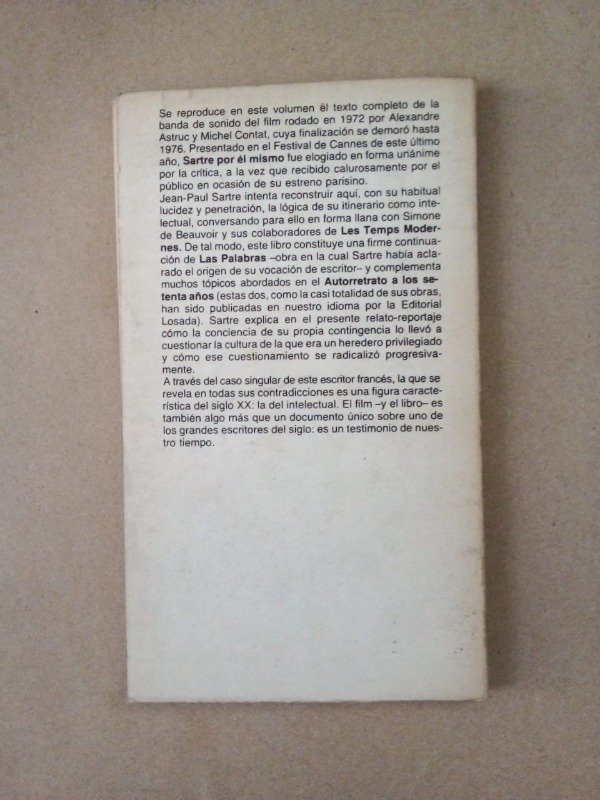 Se reproduce en este volumen el texto completo de la
banda de sonido del film rodado en 1972 por Alexandre
Astruc y Michel Contat, cuya finalización se demoró hasta
1976. Presentado en el Festival de Cannes de este último
año, Sartre por él mismo fue elogiado en forma unánime
por la crítica, a la vez que recibido calurosamente por el
público en ocasión de su estreno parisino.
Jean-Paul Sartre intenta reconstruir aquí, con su habitual
lucidez y penetración, la lógica de su itinerario como inte-
lectual, conversando para ello en forma llana con Simone
de Beauvoir y sus colaboradores de Les Temps Moder-
nes. De tal modo, este libro constituye una firme continua-
ción de Las Palabras –obra en la cual Sartre había acla-
rado el origen de su vocación de escritor– y complementa
muchos tópicos abordados en el Autorretrato a los se-
tenta años (estas dos, como la casi totalidad de sus obras,
han sido publicadas en nuestro idioma por la Editorial
Losada). Sartre explica en el presente relato-reportaje
cómo la conciencia de su propia contingencia lo llevó a
cuestionar la cultura de la que era un heredero privilegiado
y cómo ese cuestionamiento se radicalizó progresiva-
mente.
A través del caso singular de este escritor francés, la que se
revela en todas sus contradicciones es una figura caracte-
rística del siglo XX: la del intelectual. El film –y el libro– es
también algo más que un documento único sobre uno de
los grandes escritores del siglo: es un testimonio de nues-
tro tiempo.